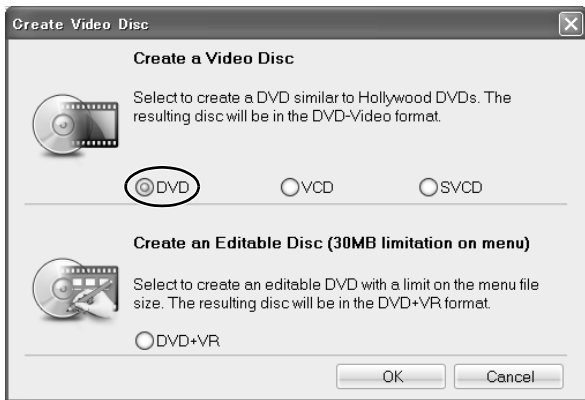 Create Video Disc
Create a Video Disc
Select to create a DVD similar to Hollywood DVDs. The
resulting disc will be in the DVD-Video format.
DVD VCD SVCD
Create an Editable Disc (30MB limitation on menu)
Select to create an editable DVD with a limit on the menu file
size. The resulting disc will be in the DVD+VR format.
DVD+VR
OK Cancel